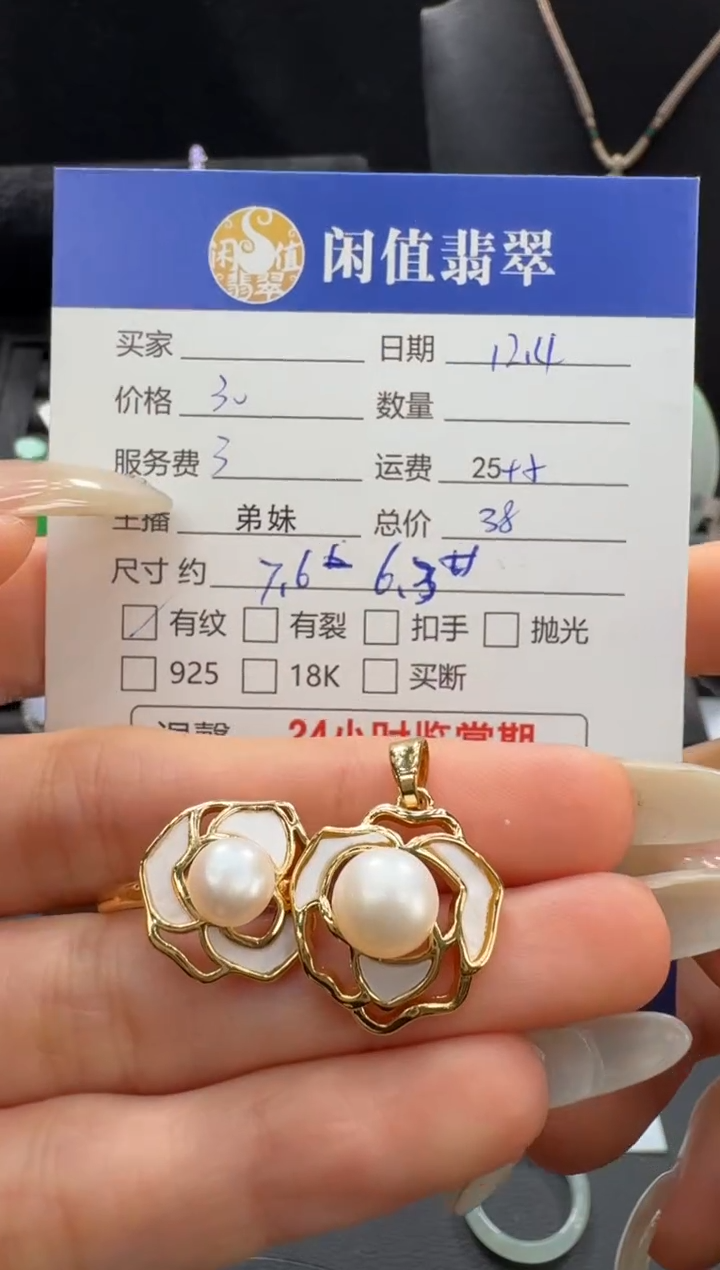 闲值翡翠
闲值翡翠
买家 日期 12.4
价格 30 数量
服务费 3 运费 25++
主播 弟妹 总价 38
尺寸 约 7.6 6.3
有纹 有裂 扣手 抛光
925 18K 买断
温馨 24小时鉴赏期